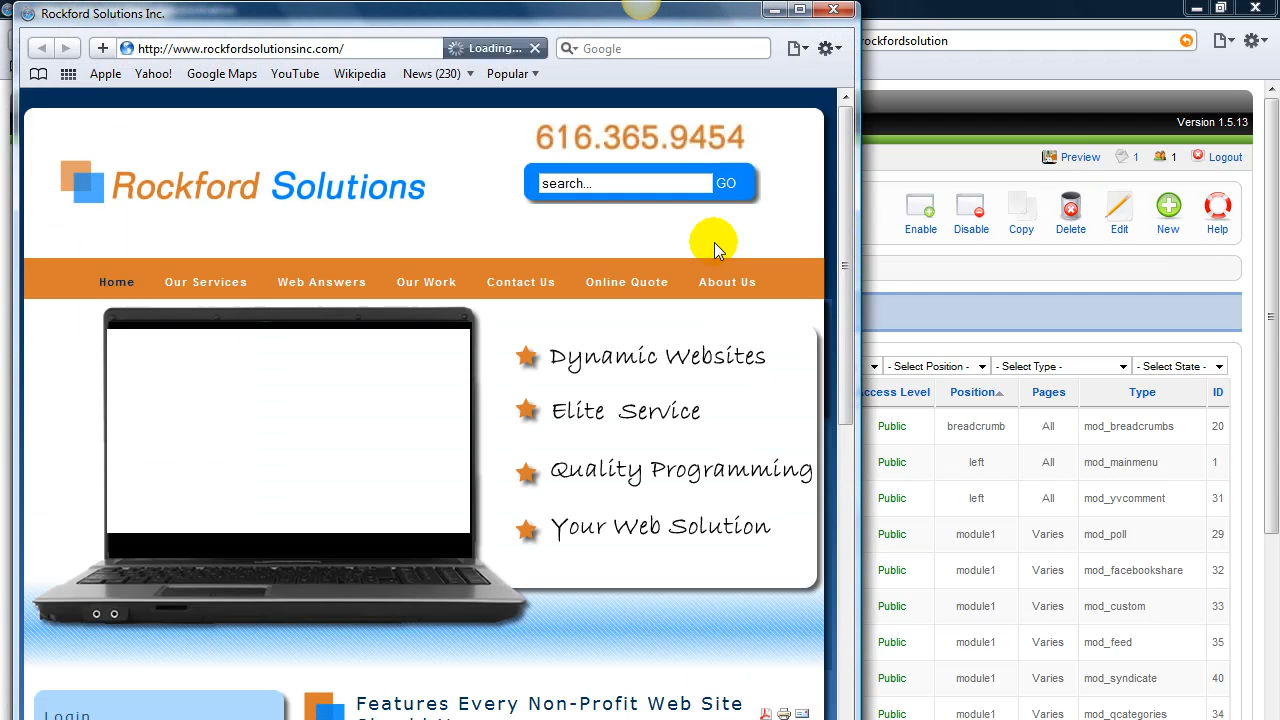 Rockford Solutions Inc.
http://www.rockfordsolutionsinc.com/
Loading...
Google
ockfordsolution
Apple
Yahoo!
Google Maps
YouTube
Wikipedia
News (230)
Popular
616.365.9454
Rockford Solutions
search...
GO
Home
Our Services
Web Answers
Our Work
Contact Us
Online Quote
About Us
Dynamic Websites
Elite Service
Quality Programming
Your Web Solution
Login
Features Every Non-Profit Web Site
Version 1.5.13
Preview
1
1
Logout
Enable
Disable
Copy
Delete
Edit
New
Help
- Select Position -
- Select Type -
- Select State -
ccess Level Position Pages Type ID
Public breadcrumb All mod_breadcrumbs 20
Public left All mod_mainmenu 1
Public left All mod_yvcomment 31
Public module1 Varies mod_poll 29
Public module1 Varies mod_facebookshare 32
Public module1 Varies mod_custom 33
Public module1 Varies mod_feed 35
Public module1 Varies mod_syndicate 40
Public module1 Varies mod_gcategories 34